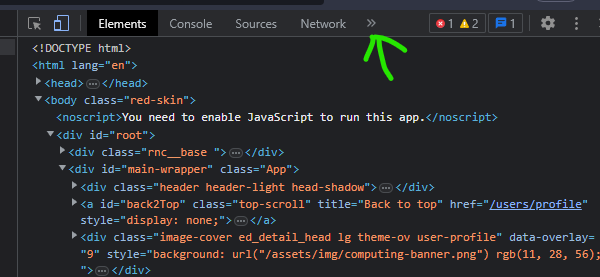 Elements Console Sources Network » 1 2 1
<!DOCTYPE html>
<html lang="en">
<head> ··· </head>
<body class="red-skin">
<noscript>You need to enable JavaScript to run this app.</noscript>
<div id="root">
<div class="rnc__base "> ··· </div>
<div id="main-wrapper" class="App">
<div class="header header-light head-shadow"> ··· </div>
<a id="back2Top" class="top-scroll" title="Back to top" href="/users/profile"
style="display: none;"> ··· </a>
<div class="image-cover ed_detail_head lg theme-ov user-profile" data-overlay=
"9" style="background: url("/assets/img/computing-banner.png") rgb(11, 28, 56);
"> ··· </div>